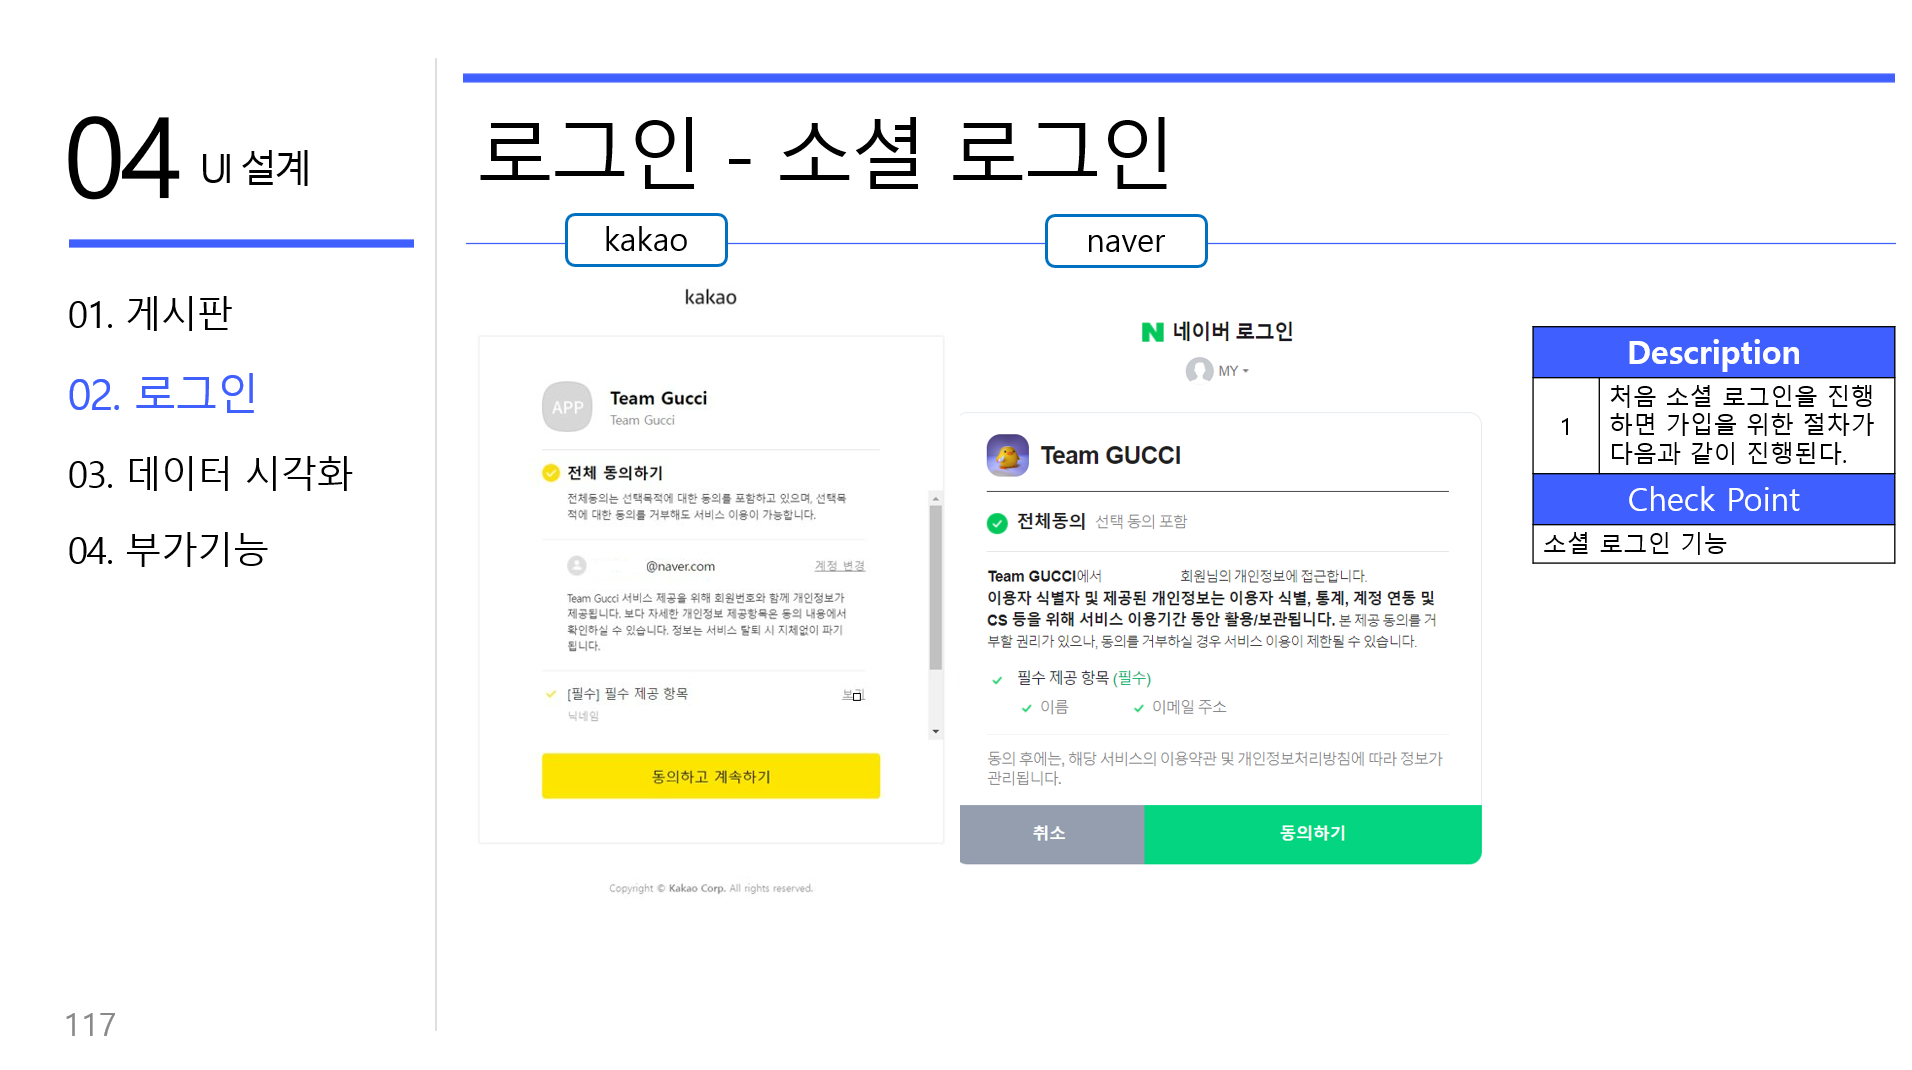 04 UI 설계
01. 게시판
02. 로그인
03. 데이터 시각화
04. 부가기능
117
로그인 - 소셜 로그인
kakao
naver
kakao
APP
Team Gucci
Team Gucci
전체 동의하기
전체동의는 선택목적에 대한 동의를 포함하고 있으며, 선택목
적에 대한 동의를 거부해도 서비스 이용이 가능합니다.
@naver.com
계정 변경
Team Gucci 서비스 제공을 위해 회원번호와 함께 개인정보가
제공됩니다. 보다 자세한 개인정보 제공항목은 동의 내용에서
확인하실 수 있습니다. 정보는 서비스 탈퇴 시 지체없이 파기
됩니다.
[필수] 필수 제공 항목
닉네임
동의하고 계속하기
Copyright © Kakao Corp. All rights reserved.
N 네이버 로그인
MY
Team GUCCI
전체동의 선택 동의 포함
Team GUCCI에서 회원님의 개인정보에 접근합니다.
이용자 식별자 및 제공된 개인정보는 이용자 식별, 통계, 계정 연동 및
CS 등을 위해 서비스 이용기간 동안 활용/보관됩니다. 본 제공 동의를 거
부할 권리가 있으나, 동의를 거부하실 경우 서비스 이용이 제한될 수 있습니다.
필수 제공 항목 (필수)
이름
이메일 주소
동의 후에는, 해당 서비스의 이용약관 및 개인정보처리방침에 따라 정보가
관리됩니다.
취소
동의하기
Description
1
처음 소셜 로그인을 진행
하면 가입을 위한 절차가
다음과 같이 진행된다.
Check Point
소셜 로그인 기능